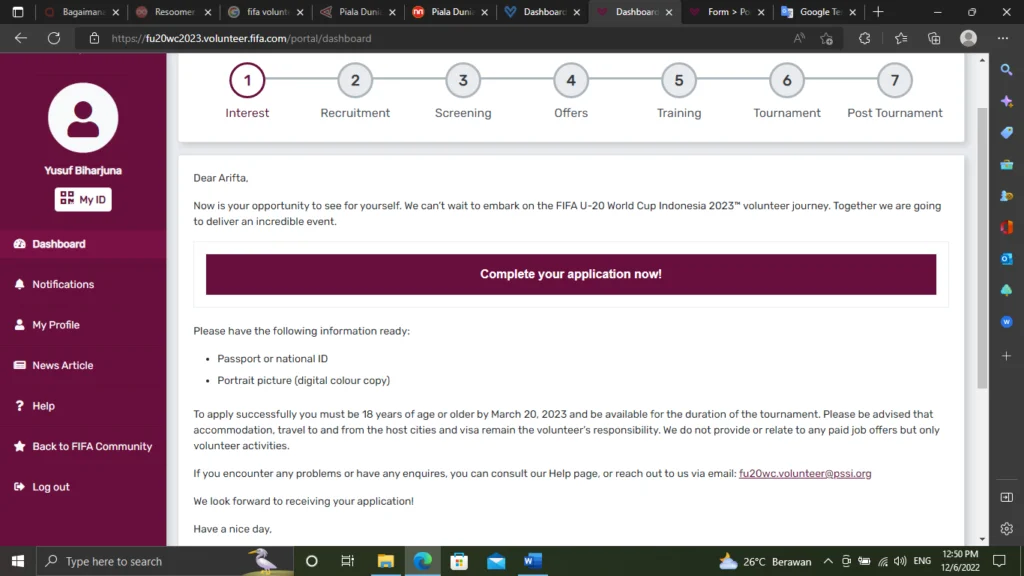 Bagaimana
Resoomer
fifa volunt
Piala Duni
Piala Duni
Dashboard
Dashboard
Form > Po
Google Te
https://fu20wc2023.volunteer.fifa.com/portal/dashboard
Yusuf Biharjuna
My ID
Dashboard
Notifications
My Profile
News Article
Help
Back to FIFA Community
Log out
1 2 3 4 5 6 7
Interest Recruitment Screening Offers Training Tournament Post Tournament
Dear Arifta,
Now is your opportunity to see for yourself. We can't wait to embark on the FIFA U-20 World Cup Indonesia 2023™ volunteer journey. Together we are going
to deliver an incredible event.
Complete your application now!
Please have the following information ready:
• Passport or national ID
• Portrait picture (digital colour copy)
To apply successfully you must be 18 years of age or older by March 20, 2023 and be available for the duration of the tournament. Please be advised that
accommodation, travel to and from the host cities and visa remain the volunteer's responsibility. We do not provide or relate to any paid job offers but only
volunteer activities.
If you encounter any problems or have any enquires, you can consult our Help page, or reach out to us via email: fu20wc.volunteer@pssi.org
We look forward to receiving your application!
Have a nice day.
Type here to search
26°C Berawan
ENG
12:50 PM
12/6/2022